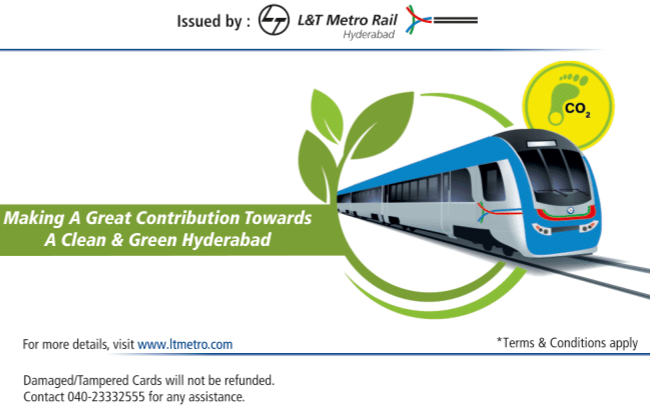 Issued by : L&T Metro Rail
Hyderabad
CO2
Making A Great Contribution Towards
A Clean & Green Hyderabad
For more details, visit www.ltmetro.com
*Terms & Conditions apply
Damaged/Tampered Cards will not be refunded.
Contact 040-23332555 for any assistance.